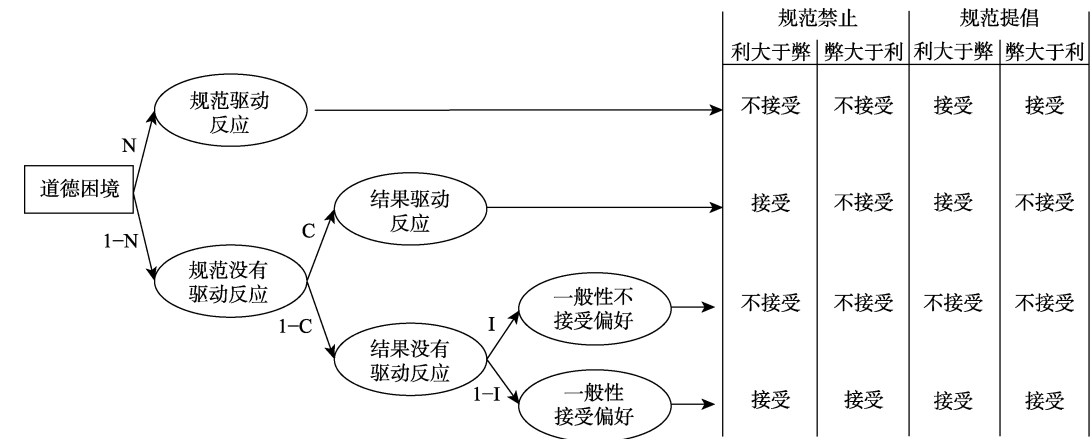 规范禁止 规范提倡
利大于弊 弊大于利 利大于弊 弊大于利
规范驱动
反应
不接受 不接受 接受 接受
N
道德困境
结果驱动
反应
接受 不接受 接受 不接受
C
1−N
规范没有
驱动反应
一般性不
接受偏好
不接受 不接受 不接受 不接受
1−C
I
结果没有
驱动反应
1−I
一般性
接受偏好
接受 接受 接受 接受